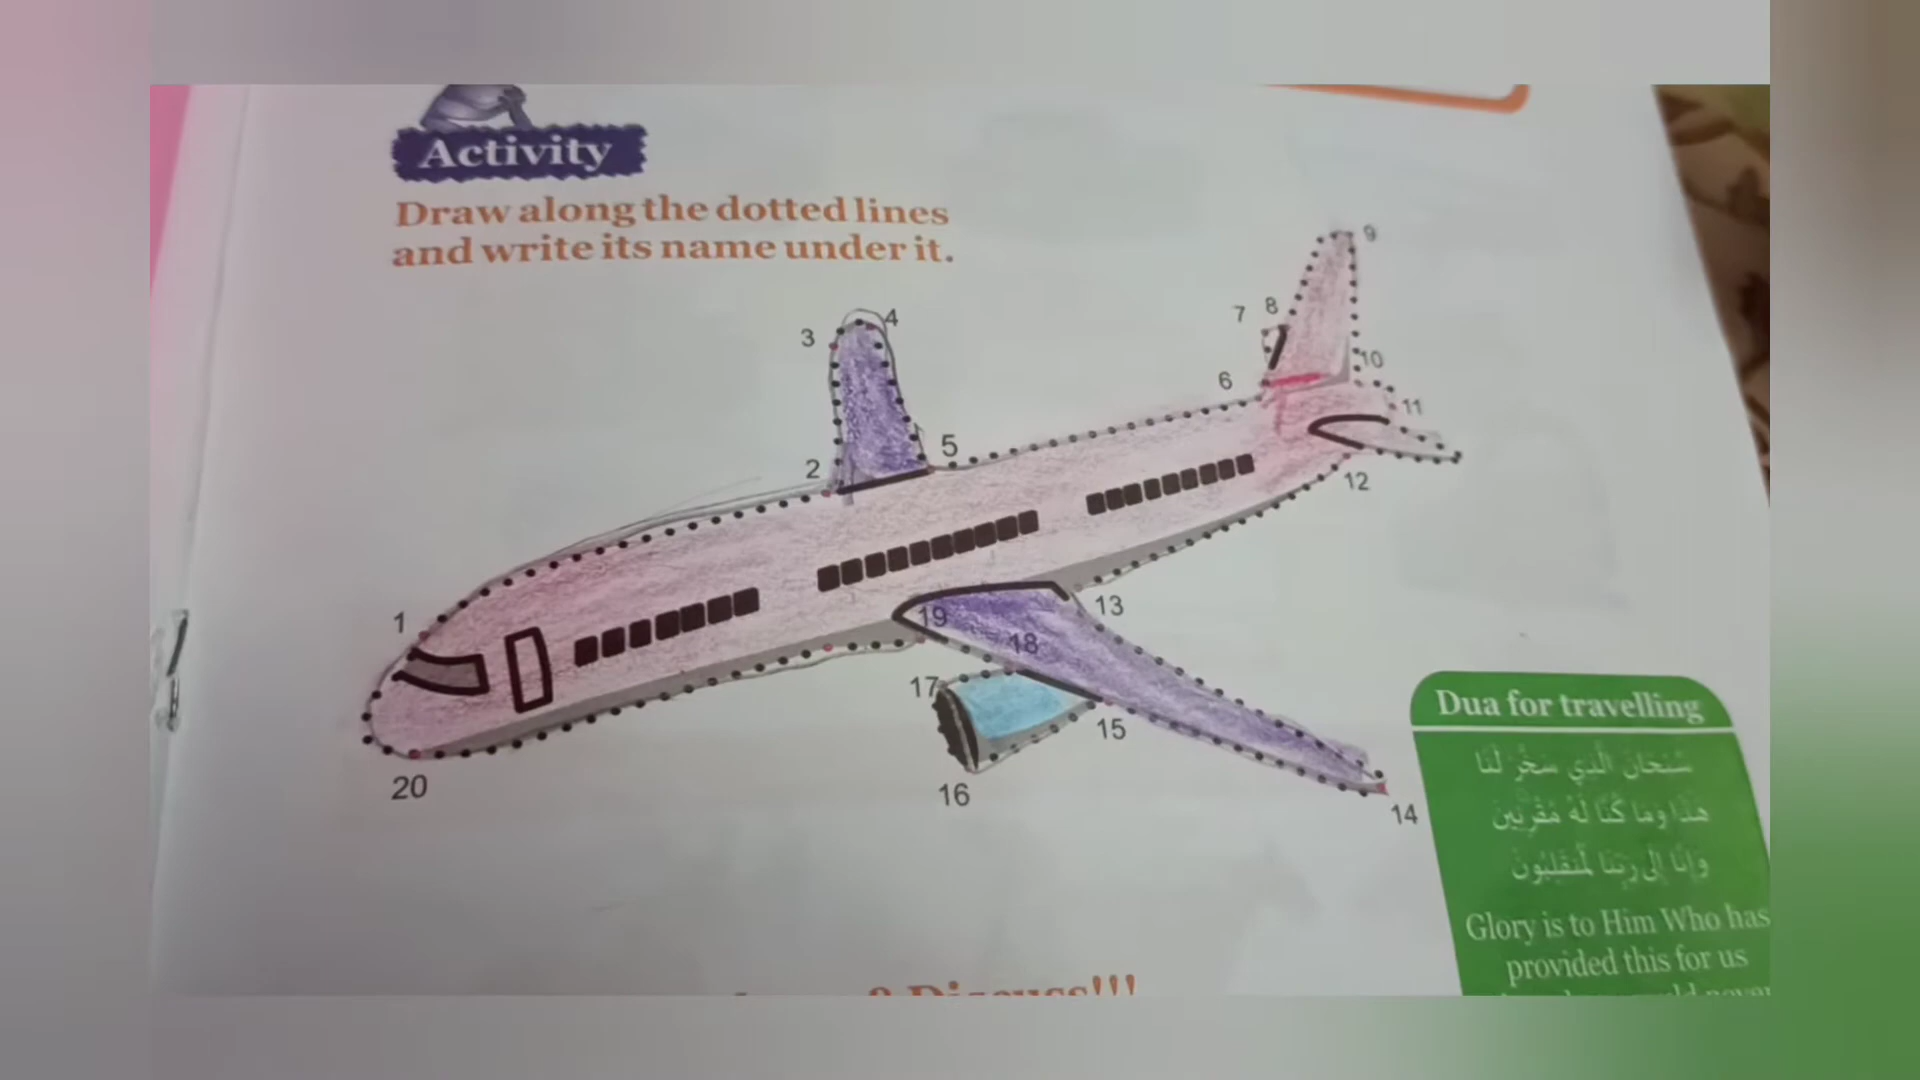 Activity
Draw along the dotted lines
and write its name under it.
1
2
3
4
5
6
7
8
9
10
11
12
13
14
15
16
17
18
19
20
Dua for travelling
سُبْحَانَ الَّذِي سَخَّرَ لَنَا
هَذَا وَمَا كُنَّا لَهُ مُقْرِنِينَ
وَإِنَّا إِلَى رَبِّنَا لَمُنقَلِبُونَ
Glory is to Him Who has
provided this for us
Discuss!!!